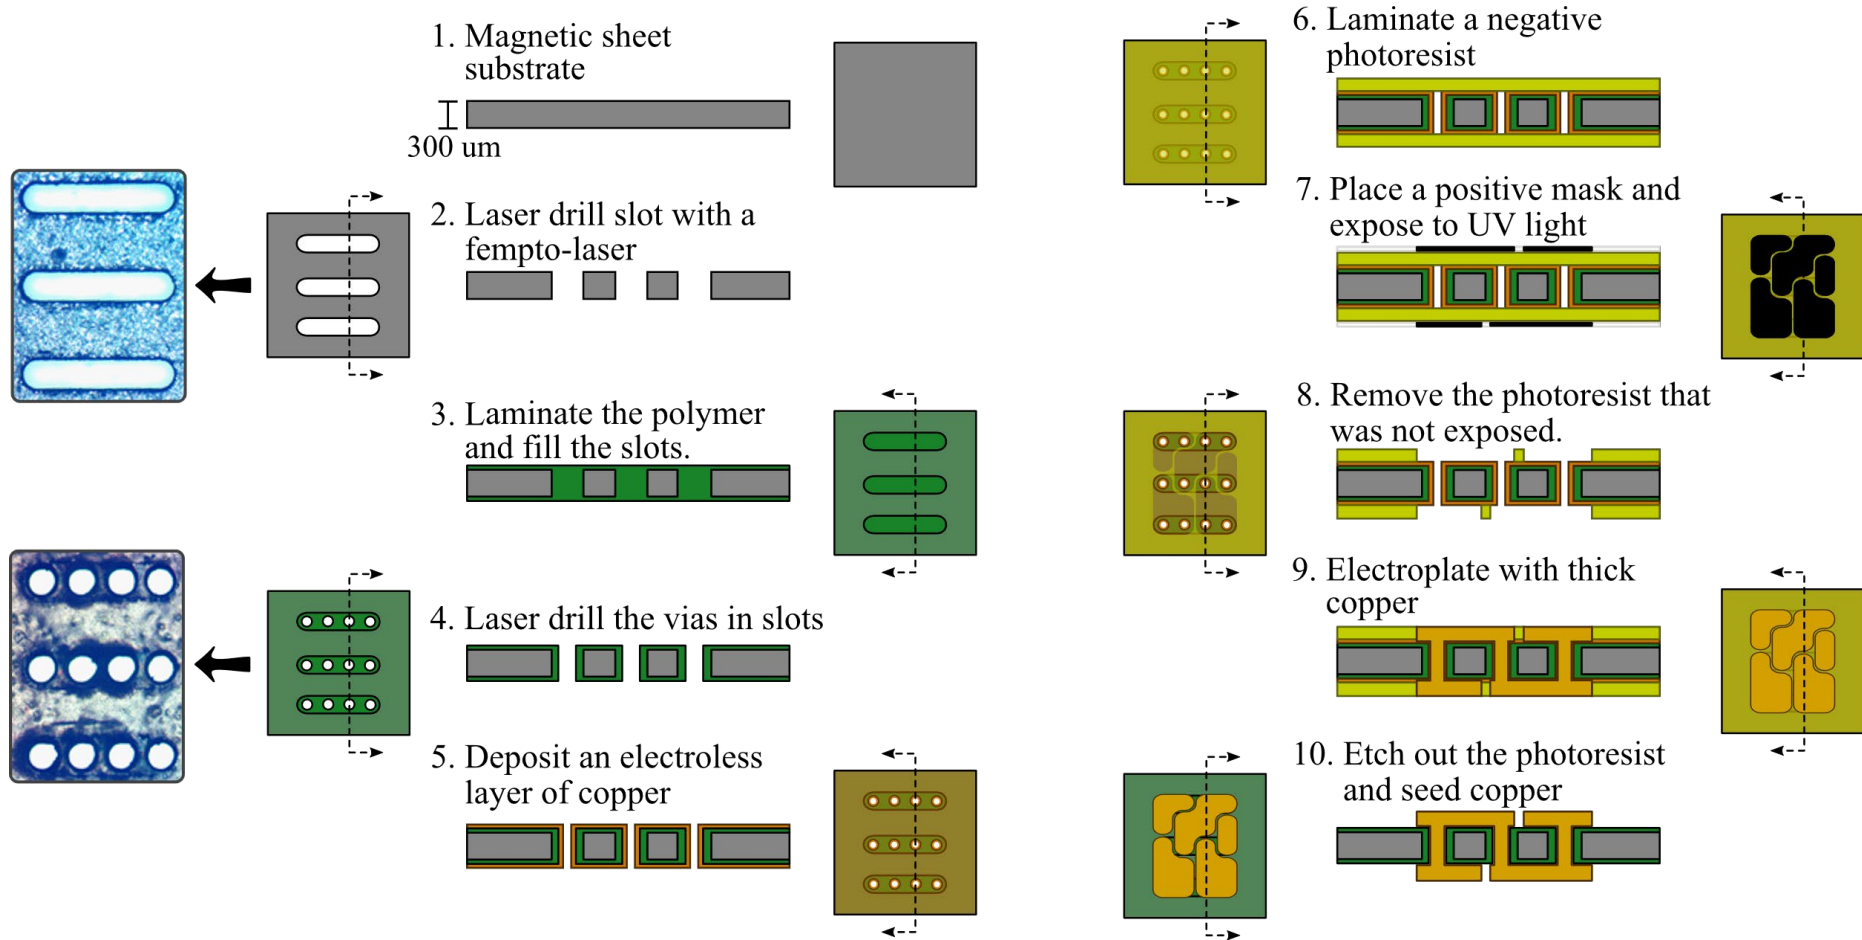 1. Magnetic sheet
substrate
300 um
2. Laser drill slot with a
fempto-laser
3. Laminate the polymer
and fill the slots.
4. Laser drill the vias in slots
5. Deposit an electroless
layer of copper
6. Laminate a negative
photoresist
7. Place a positive mask and
expose to UV light
8. Remove the photoresist that
was not exposed.
9. Electroplate with thick
copper
10. Etch out the photoresist
and seed copper